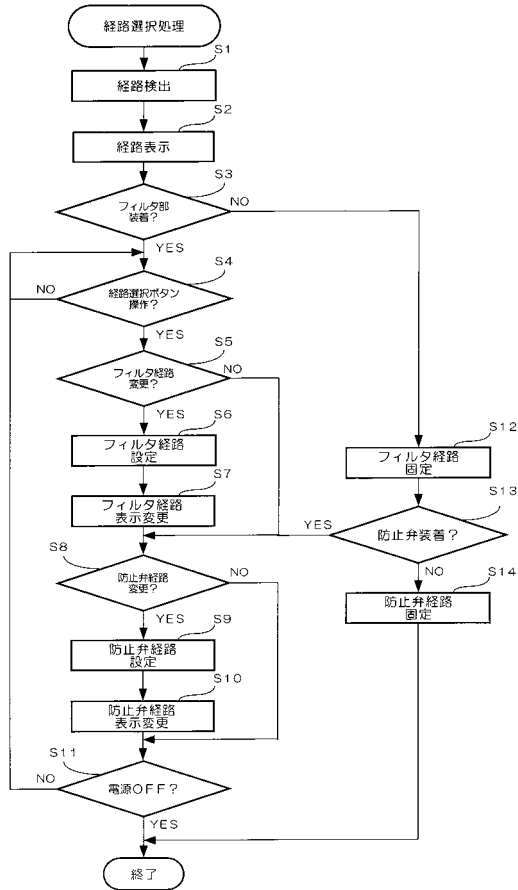 経路選択処理
S1
経路検出
S2
経路表示
S3
フィルタ部
装着?
NO
YES
S4
NO
経路選択ボタン
操作?
YES
S5
フィルタ経路
変更?
NO
YES
S6
フィルタ経路
設定
S7
フィルタ経路
表示変更
S8
防止弁経路
変更?
NO
YES
S9
防止弁経路
設定
S10
防止弁経路
表示変更
S11
NO
電源OFF?
YES
終了
S12
フィルタ経路
固定
S13
YES
防止弁装着?
NO
S14
防止弁経路
固定